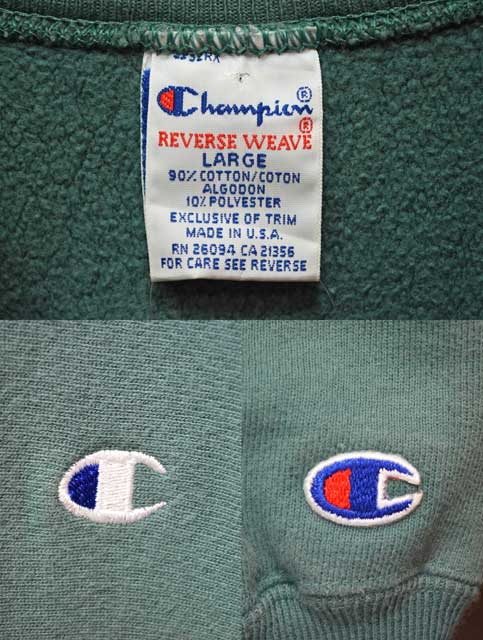 Champion®
REVERSE WEAVE®
LARGE
90% COTTON/COTON
ALGODON
10% POLYESTER
EXCLUSIVE OF TRIM
MADE IN U.S.A.
RN 26094 CA 21356
FOR CARE SEE REVERSE